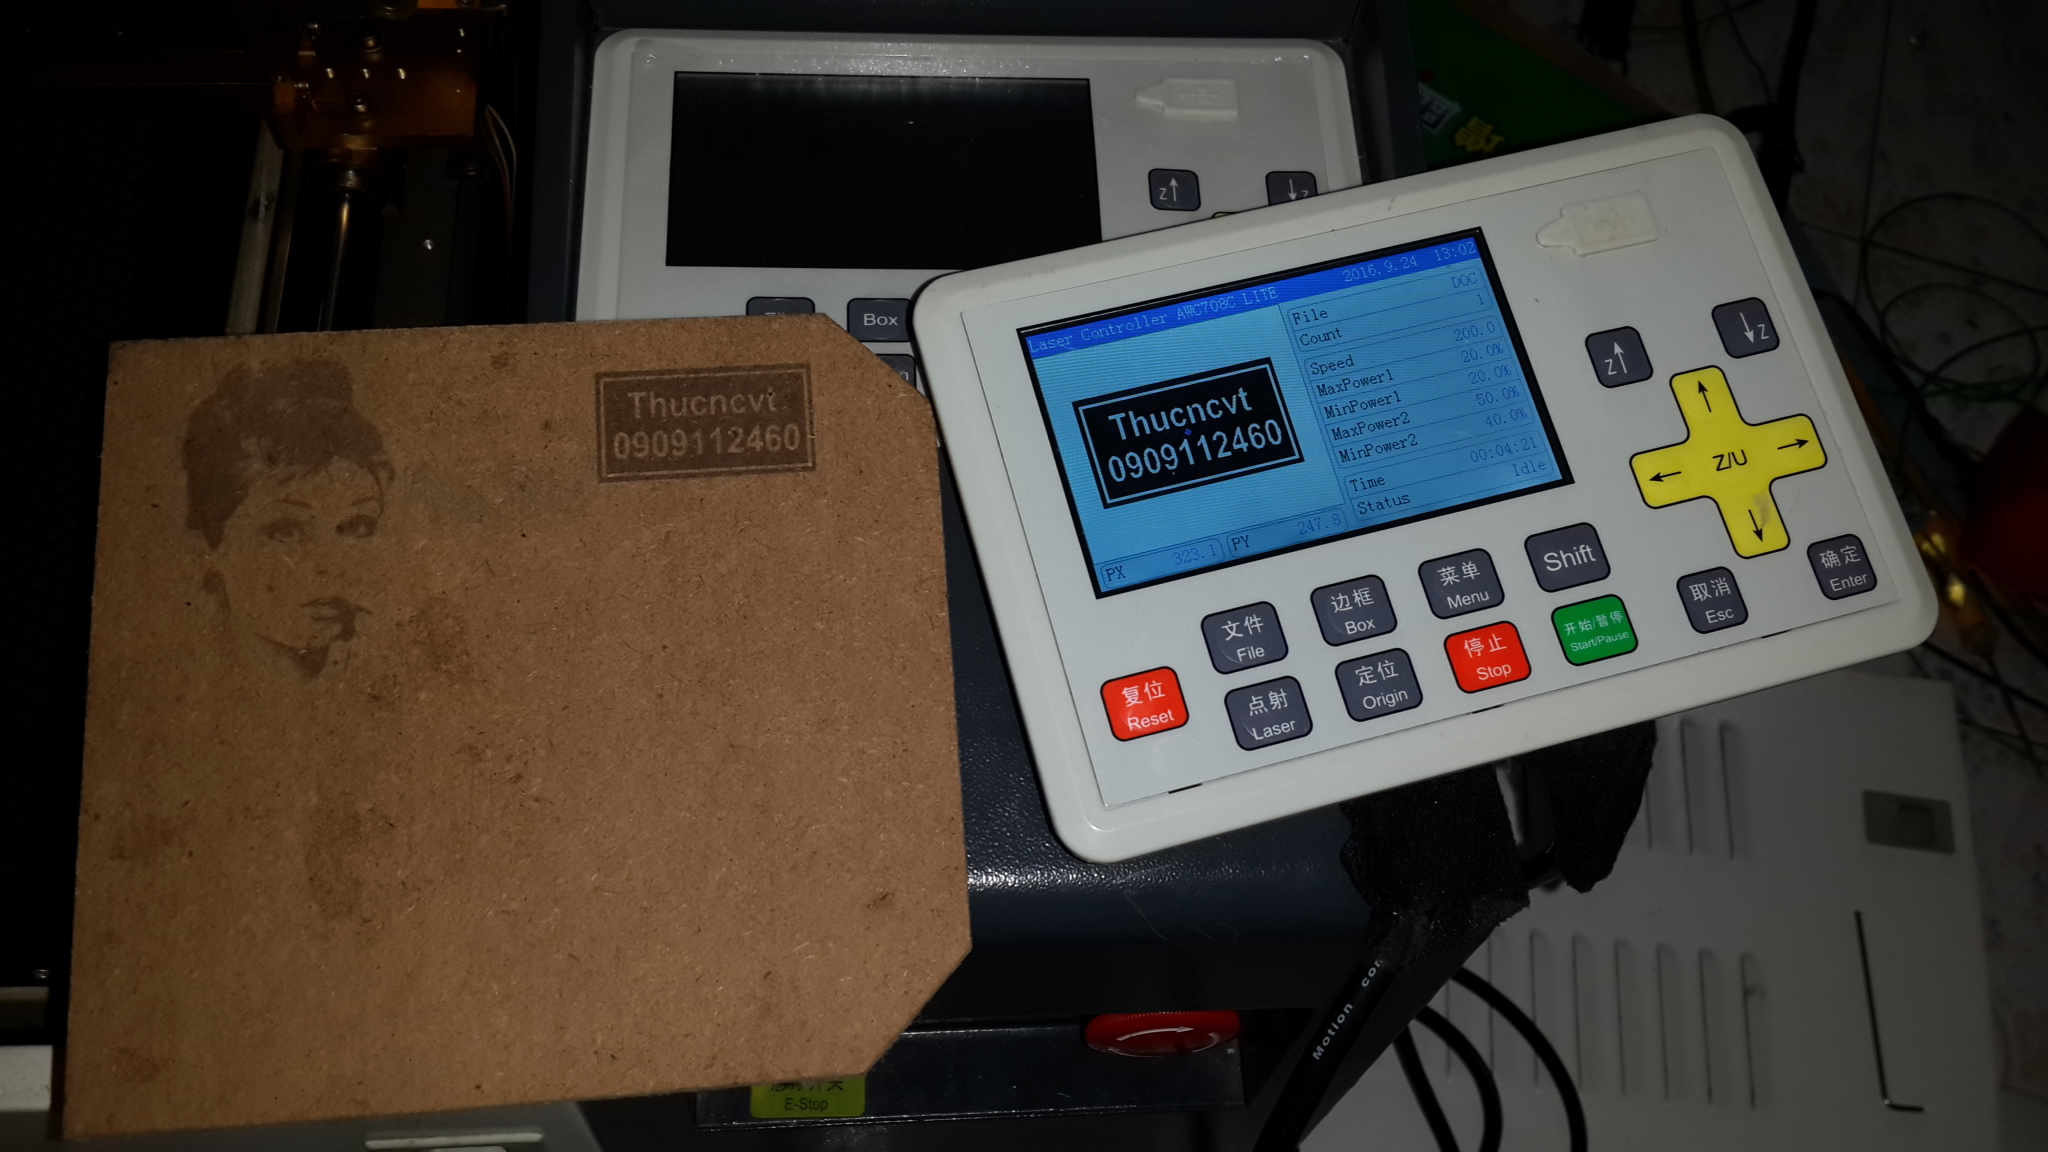 Z↑
↓Z
Box
Thucncvt
0909112460
Laser Controller AWC708C LITE 2016.9.24 13:02
Thucncvt
0909112460
File DOC
Count 1
Speed 200.0
MaxPower1 20.0%
MinPower1 20.0%
MaxPower2 50.0%
MinPower2 40.0%
Time 00:04:21
Status Idle
PX 323.1 PY 247.8
Z↑
↓Z
Z/U
复位
Reset
文件
File
边框
Box
菜单
Menu
Shift
点射
Laser
定位
Origin
停止
Stop
开始/暂停
Start/Pause
取消
Esc
确定
Enter
Motion
E-Stop